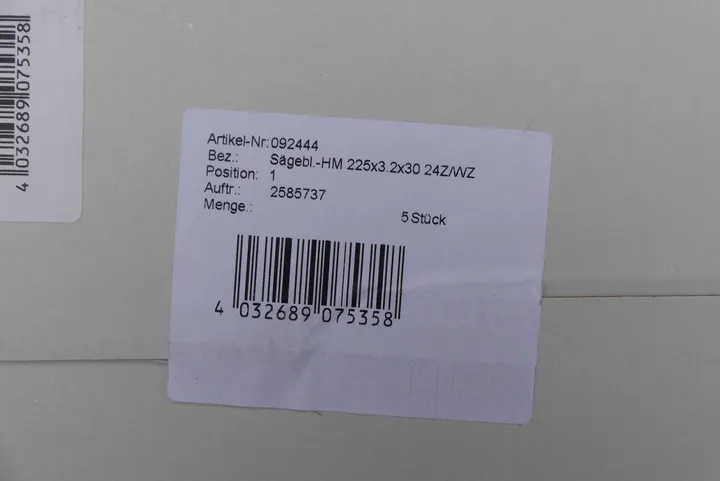 4 032689 075358
Artikel-Nr:092444
Bez.: Sägebl.-HM 225x3.2x30 24Z/WZ
Position: 1
Auftr.: 2585737
Menge.: 5 Stück
4 032689 075358